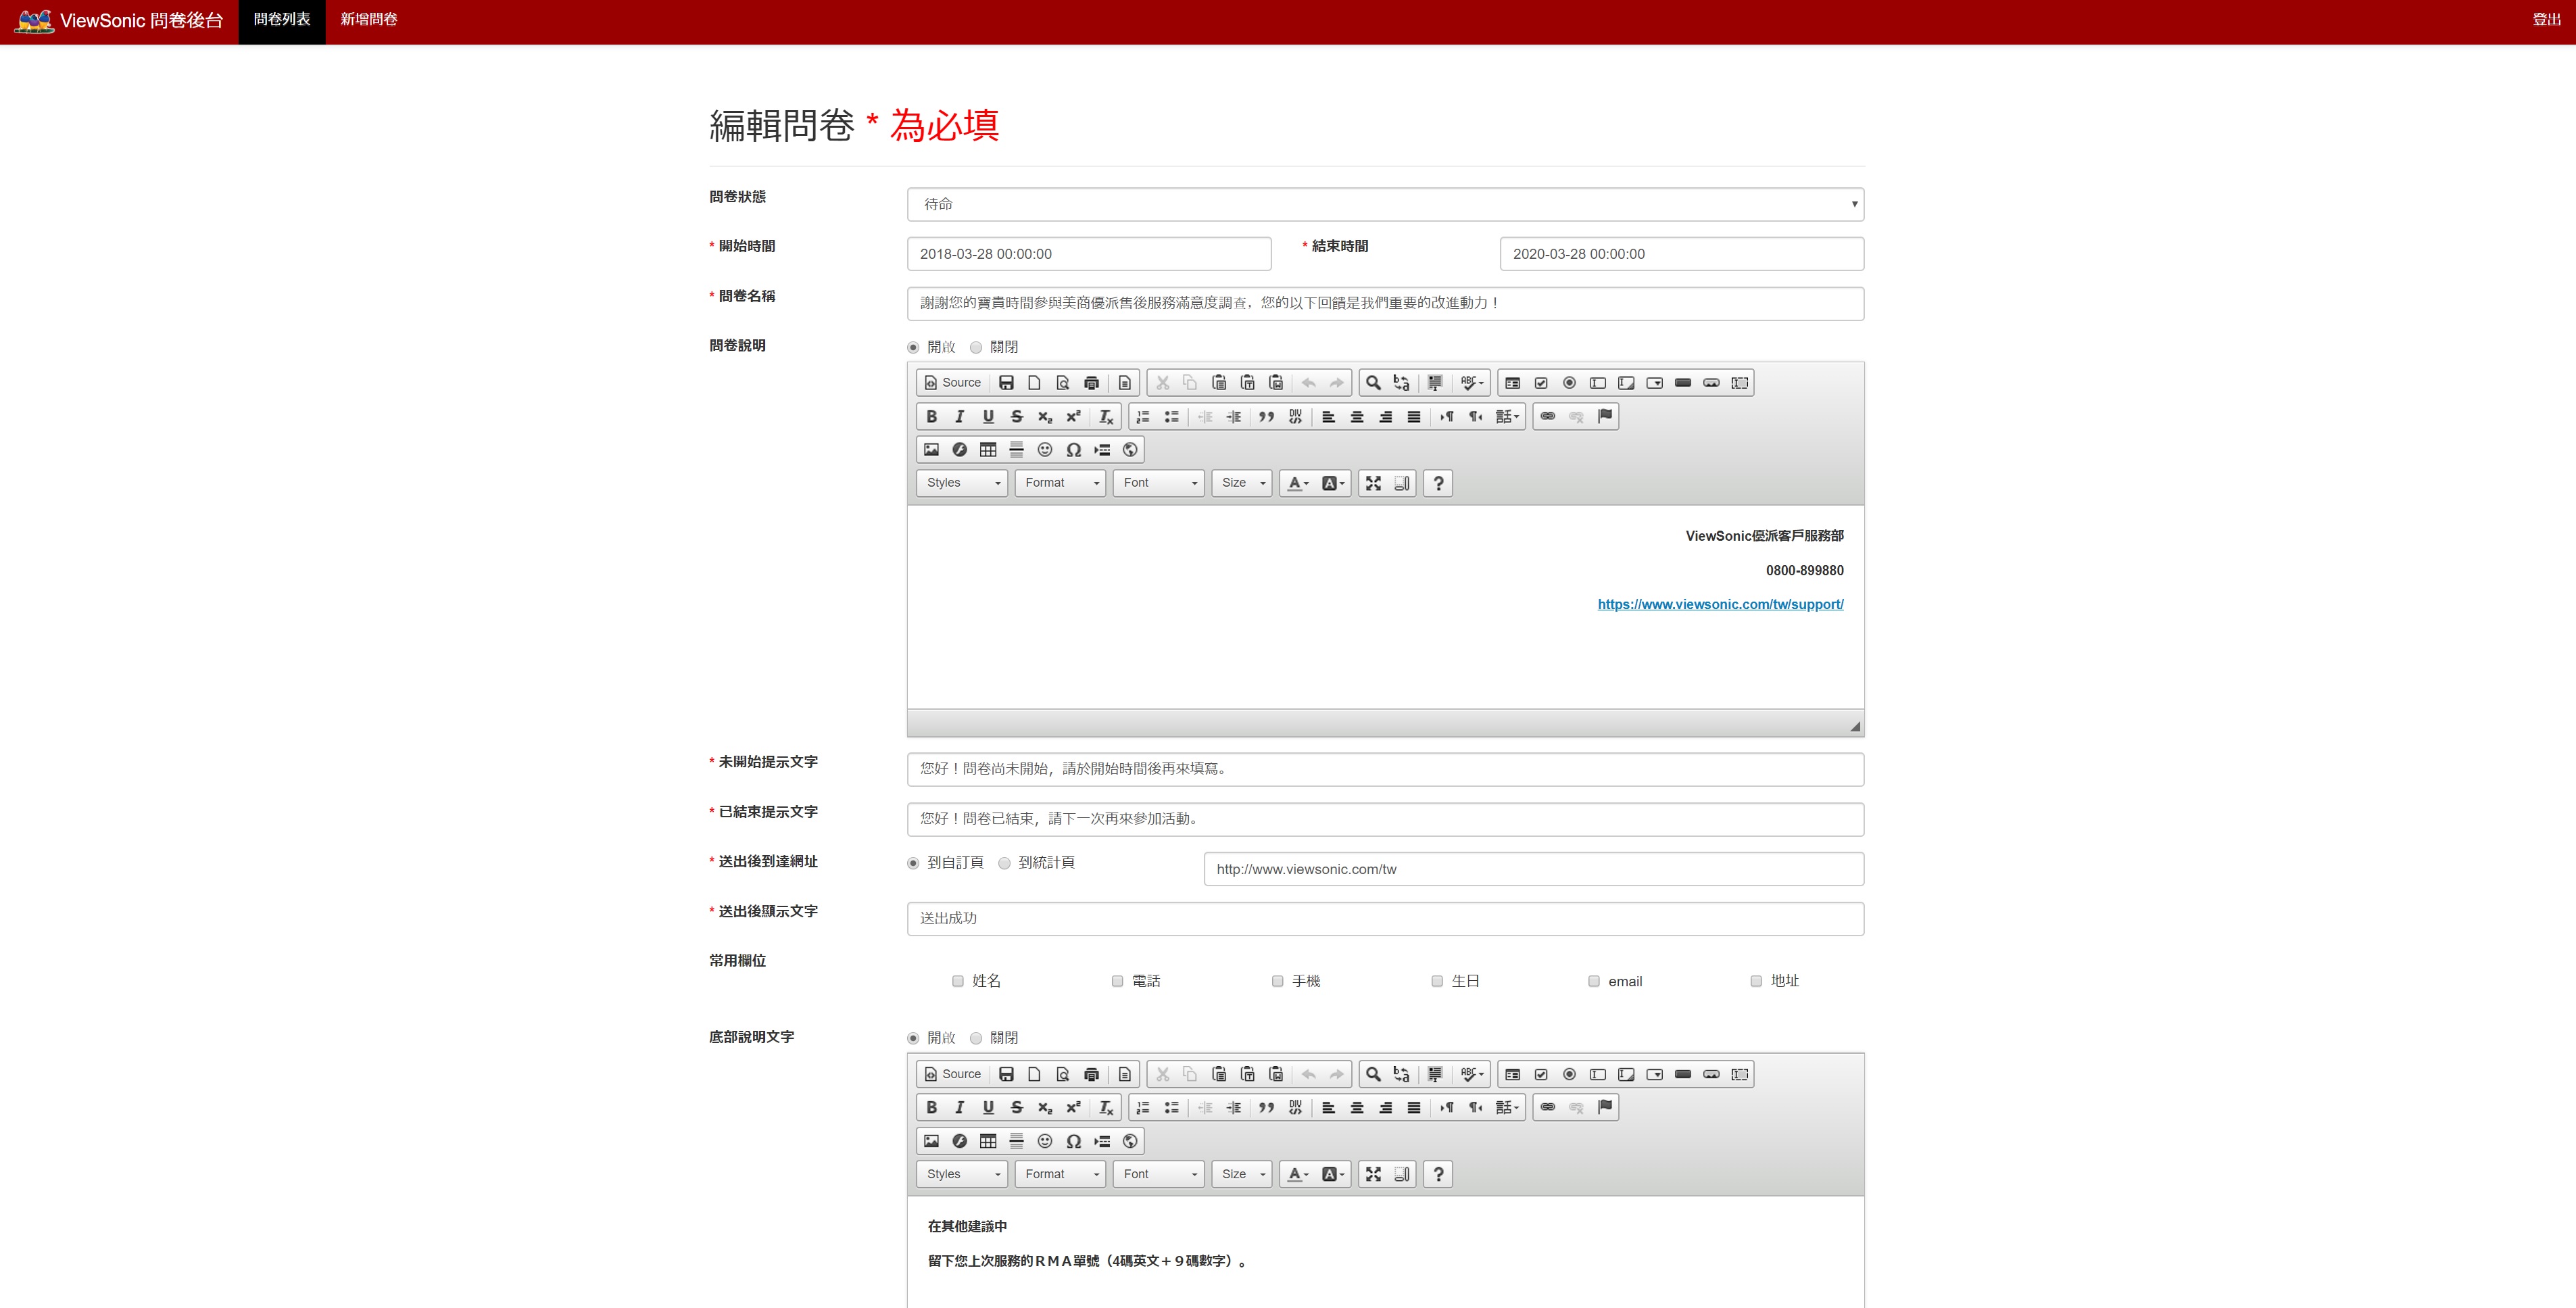 ViewSonic 問卷後台 問卷列表 新增問卷 登出
編輯問卷 * 為必填
問卷狀態 待命
* 開始時間 2018-03-28 00:00:00 * 結束時間 2020-03-28 00:00:00
* 問卷名稱 謝謝您的寶貴時間參與美商優派售後服務滿意度調查，您的以下回饋是我們重要的改進動力！
問卷說明 開啟 關閉
Source
Styles Format Font Size
ViewSonic優派客戶服務部
0800-899880
https://www.viewsonic.com/tw/support/
* 未開始提示文字 您好！問卷尚未開始，請於開始時間後再來填寫。
* 已結束提示文字 您好！問卷已結束，請下一次再來參加活動。
* 送出後到達網址 到自訂頁 到統計頁 http://www.viewsonic.com/tw
* 送出後顯示文字 送出成功
常用欄位
姓名 電話 手機 生日 email 地址
底部說明文字 開啟 關閉
Source
Styles Format Font Size
在其他建議中
留下您上次服務的ＲＭＡ單號（4碼英文＋９碼數字）。